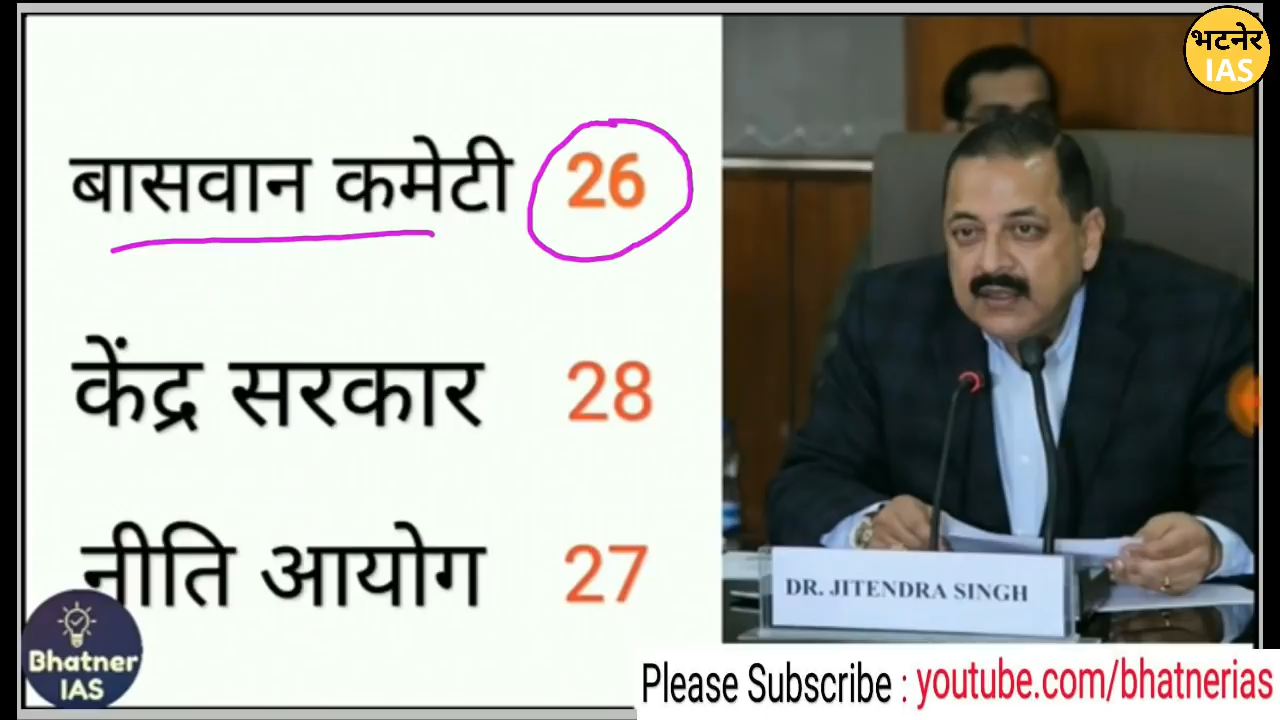 भटनेर
IAS
बासवान कमेटी 26
केंद्र सरकार 28
नीति आयोग 27
DR. JITENDRA SINGH
Bhatner
IAS
Please Subscribe : youtube.com/bhatnerias